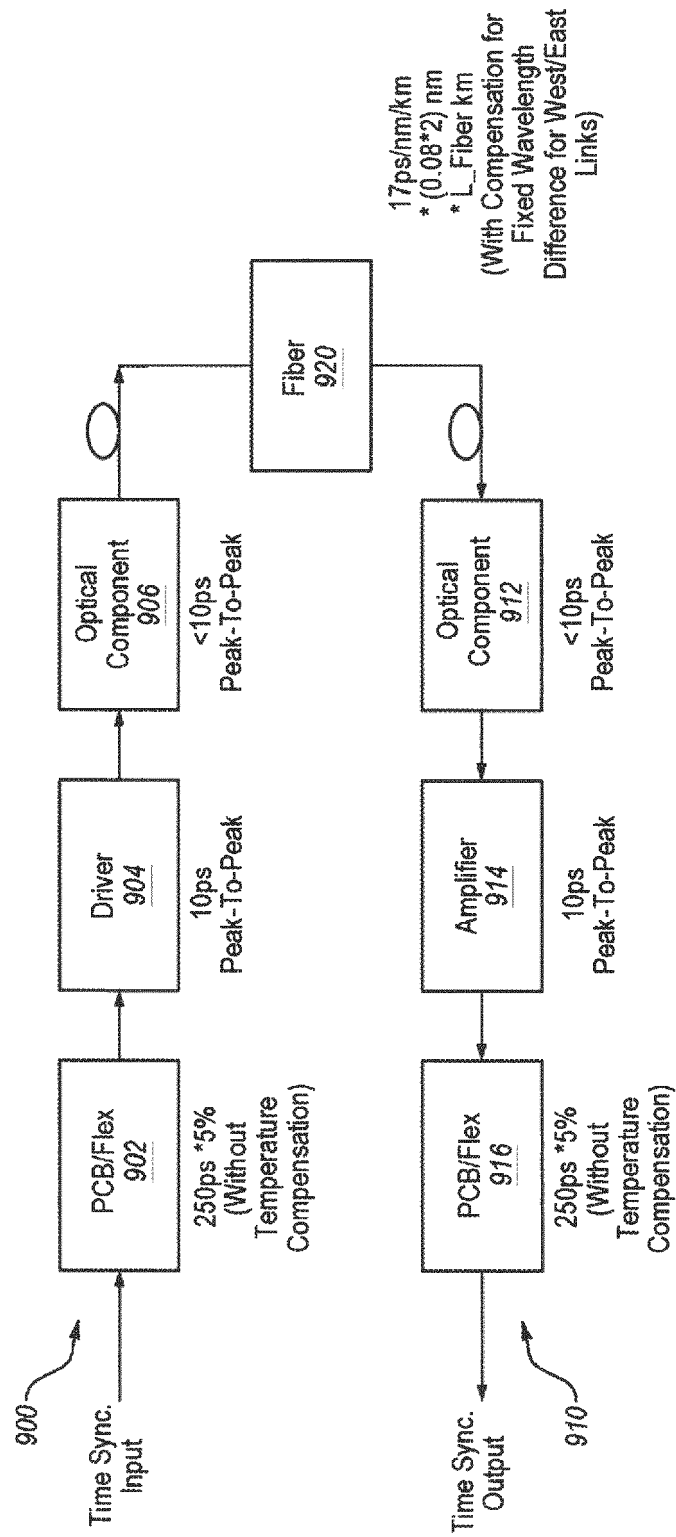 900
Time Sync.
Input
PCB/Flex
902
250ps *5%
(Without
Temperature
Compensation)
Driver
904
10ps
Peak-To-Peak
Optical
Component
906
<10ps
Peak-To-Peak
Fiber
920
17ps/nm/km
* (0.08*2) nm
* L_Fiber km
(With Compensation for
Fixed Wavelength
Difference for West/East
Links)
Optical
Component
912
<10ps
Peak-To-Peak
Amplifier
914
10ps
Peak-To-Peak
PCB/Flex
916
250ps *5%
(Without
Temperature
Compensation)
Time Sync.
Output
910